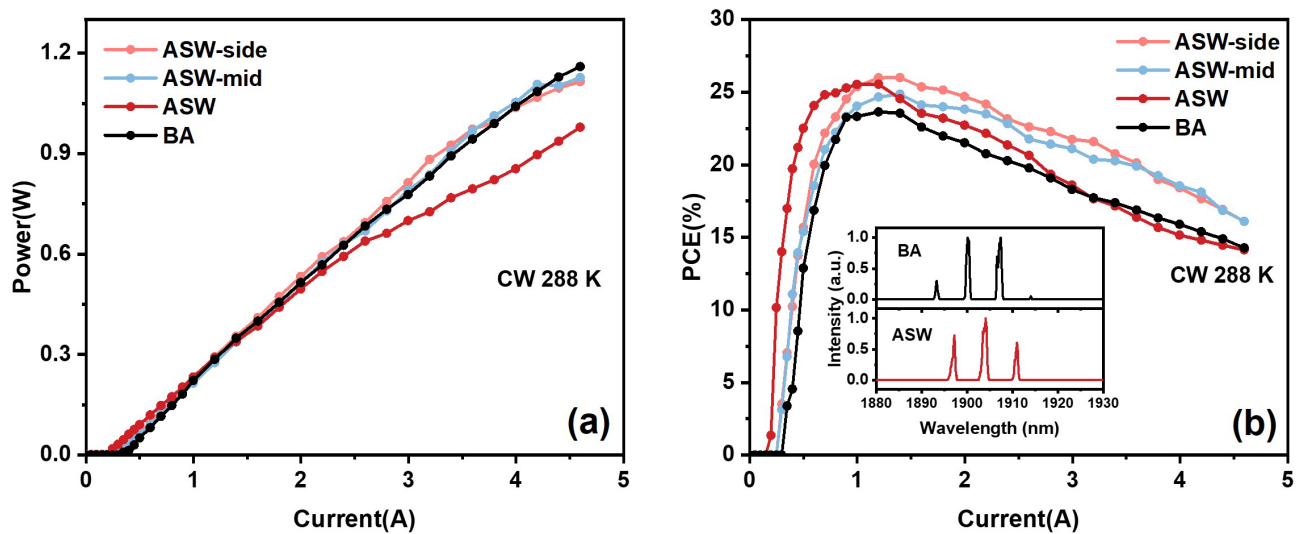 ASW-side
ASW-mid
ASW
BA
Power(W)
1.2
0.9
0.6
0.3
0.0
CW 288 K
(a)
0 1 2 3 4 5
Current(A)
ASW-side
ASW-mid
ASW
BA
PCE(%)
30
25
20
15
10
5
0
CW 288 K
Intensity (a.u.)
1.0
0.5
0.0
BA
1.0
0.5
0.0
ASW
1880 1890 1900 1910 1920 1930
Wavelength (nm)
(b)
0 1 2 3 4 5
Current(A)